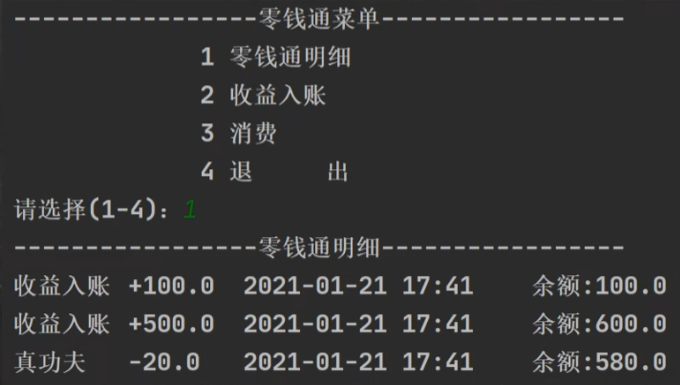 -----------------零钱通菜单-----------------
1 零钱通明细
2 收益入账
3 消费
4 退     出
请选择(1-4): 1
-----------------零钱通明细-----------------
收益入账 +100.0  2021-01-21 17:41    余额:100.0
收益入账 +500.0  2021-01-21 17:41    余额:600.0
真功夫   -20.0   2021-01-21 17:41    余额:580.0